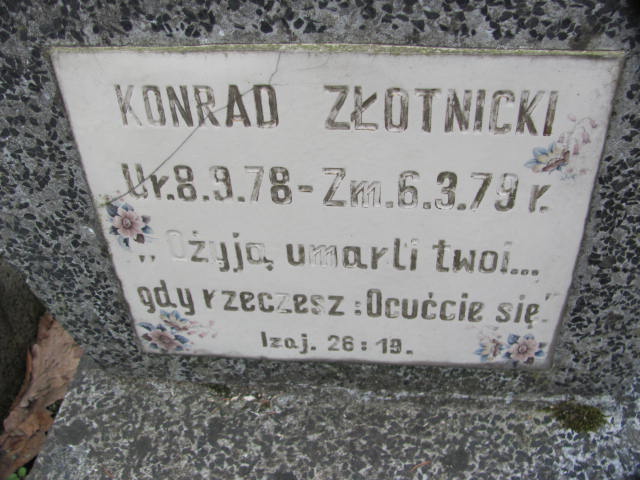 KONRAD ZŁOTNICKI
Ur.8.9.78-Zm.6.3.79 r.
„Ożyją umarli twoi...
gdy rzeczesz: Ocućcie się!"
Izaj. 26:19.